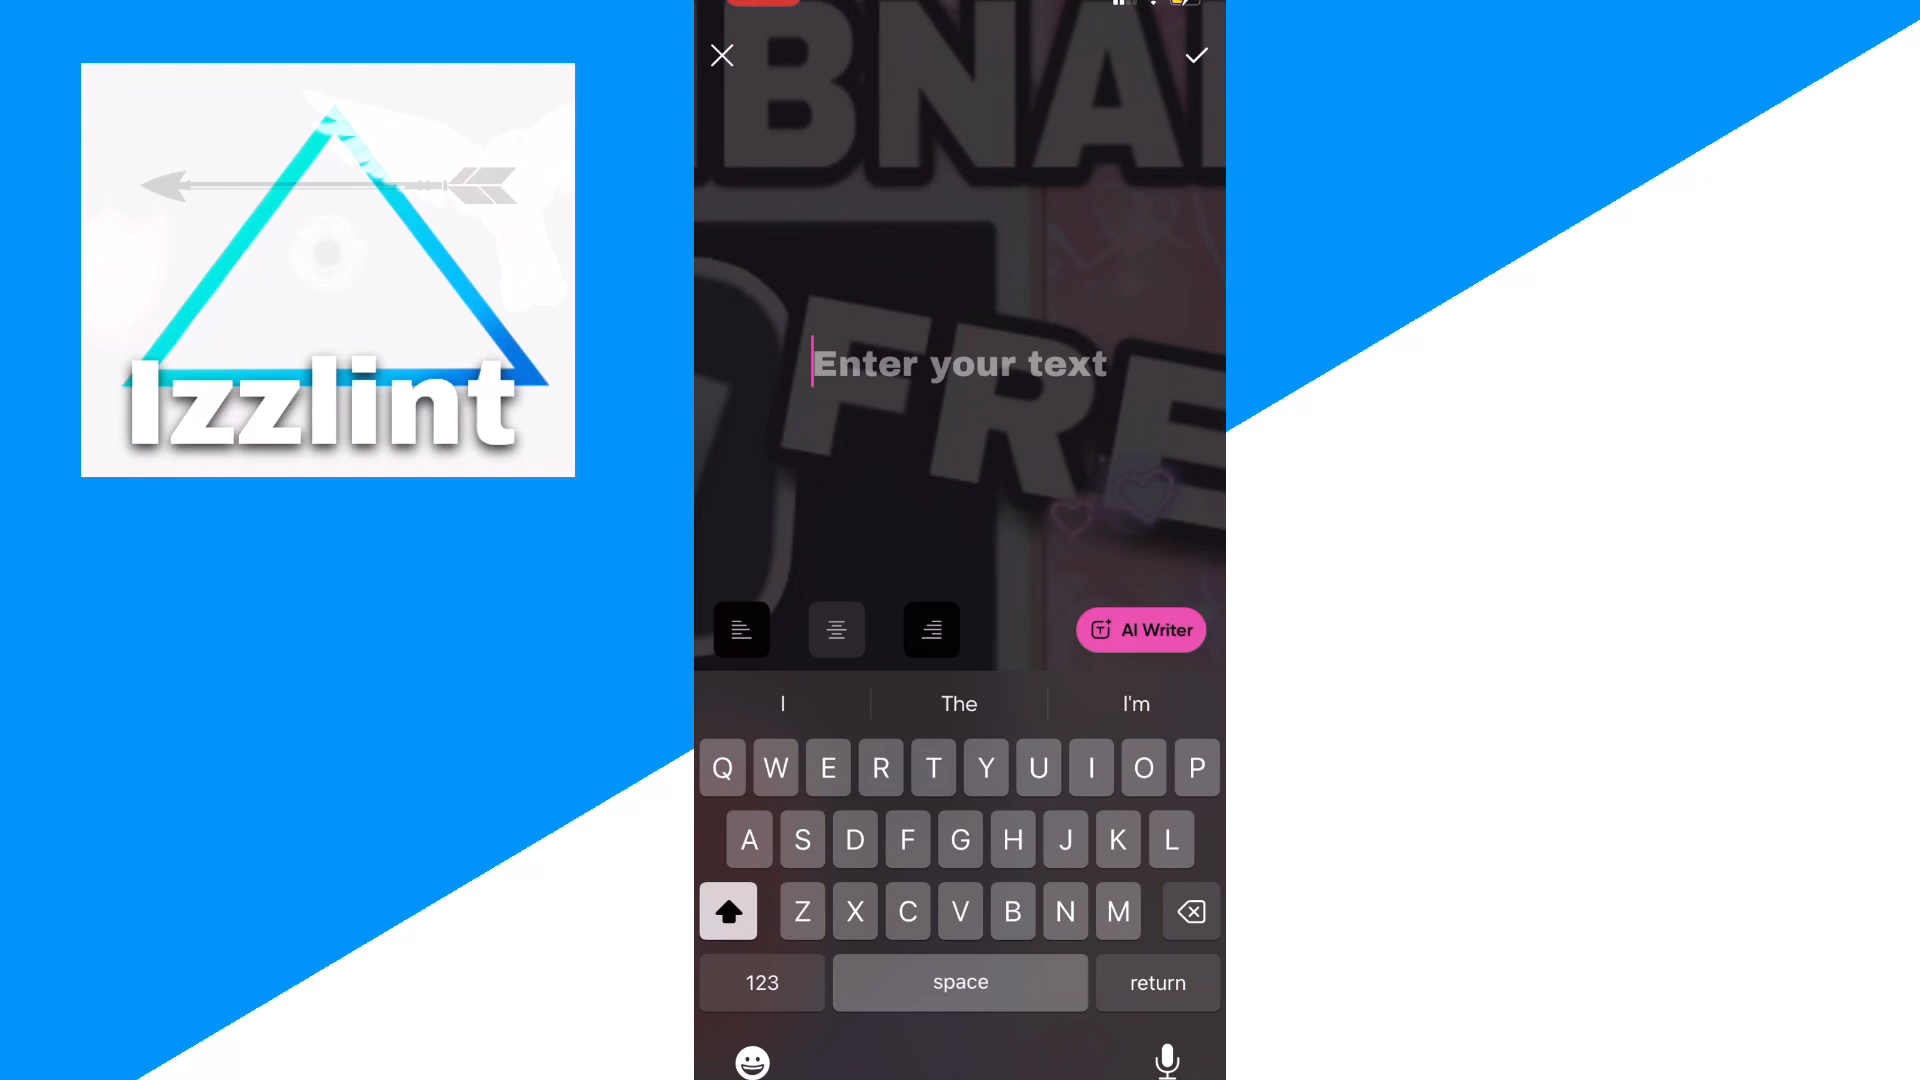 Izzlint
BNA
FRE
Enter your text
AI Writer
I The I'm
Q W E R T Y U I O P
A S D F G H J K L
Z X C V B N M
123 space return